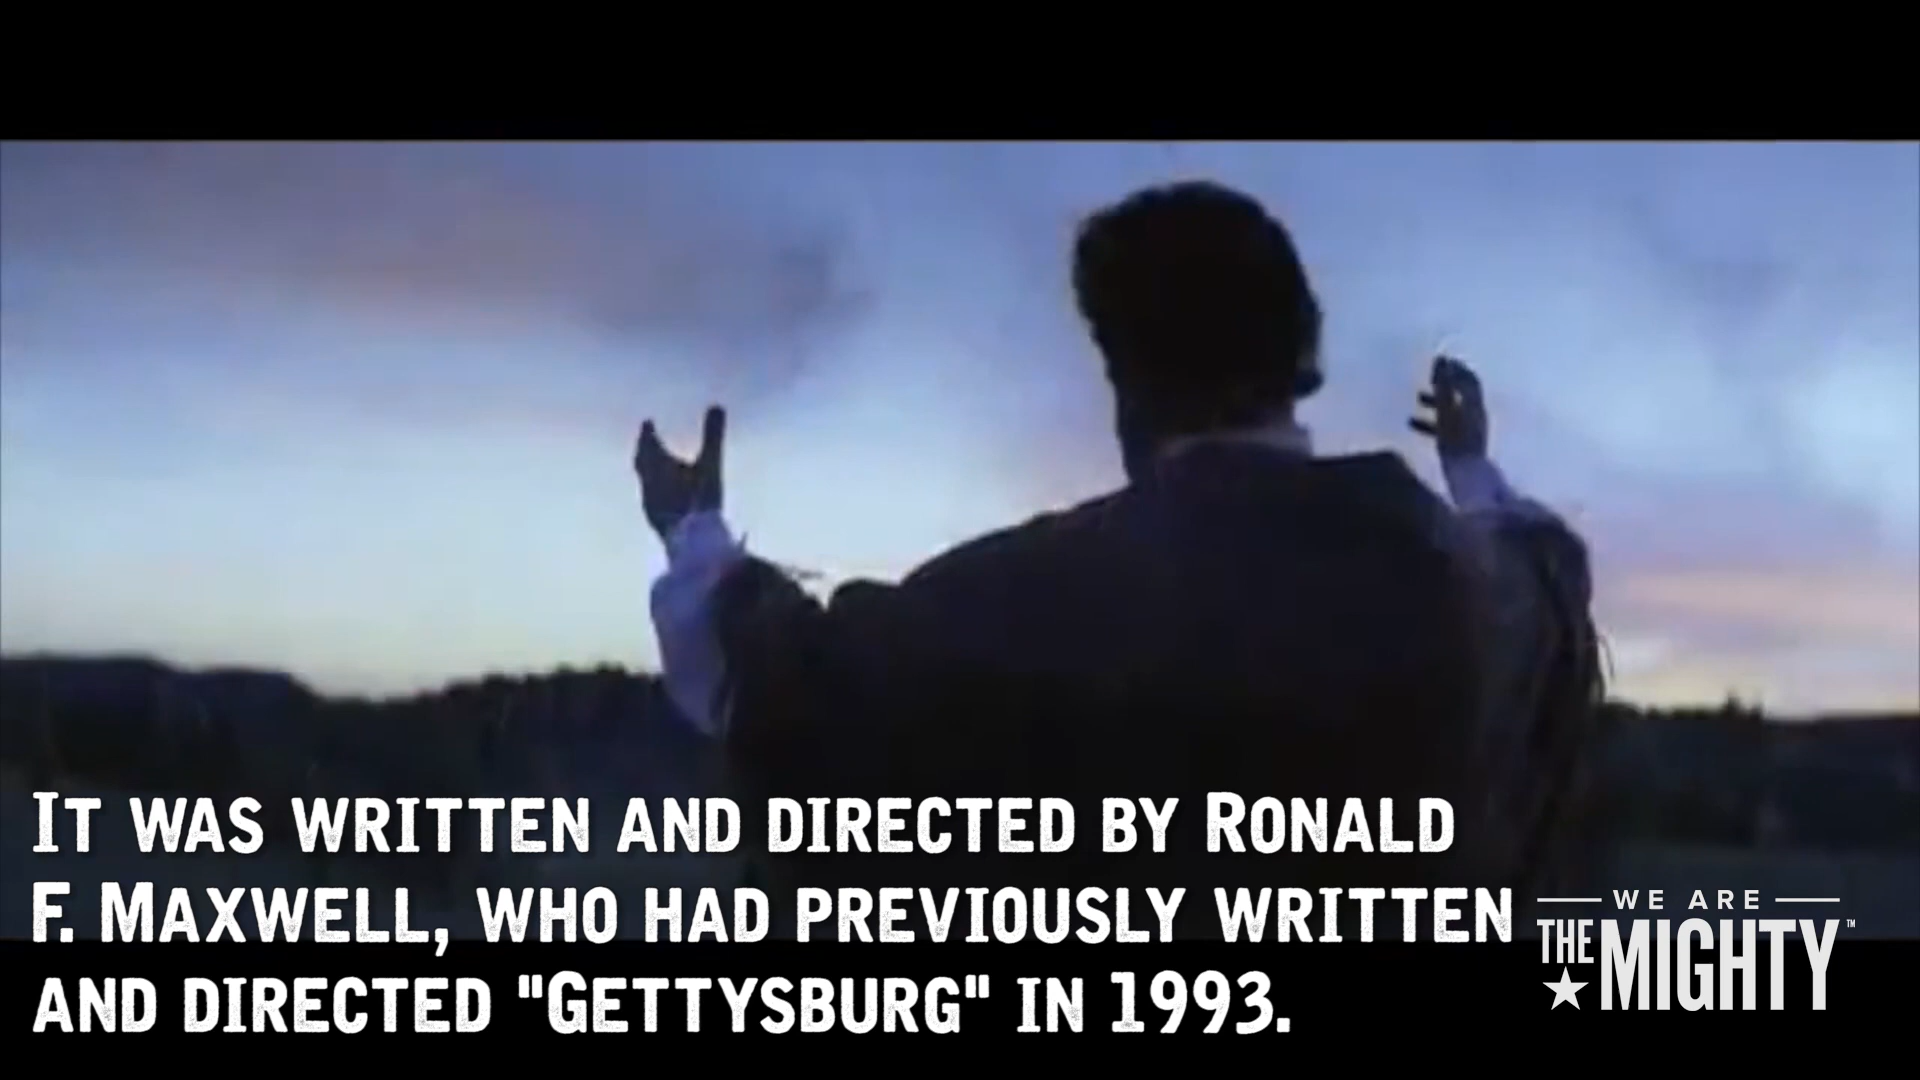 It was written and directed by Ronald
F. Maxwell, who had previously written
and directed "Gettysburg" in 1993.
WE ARE
THE MIGHTY™